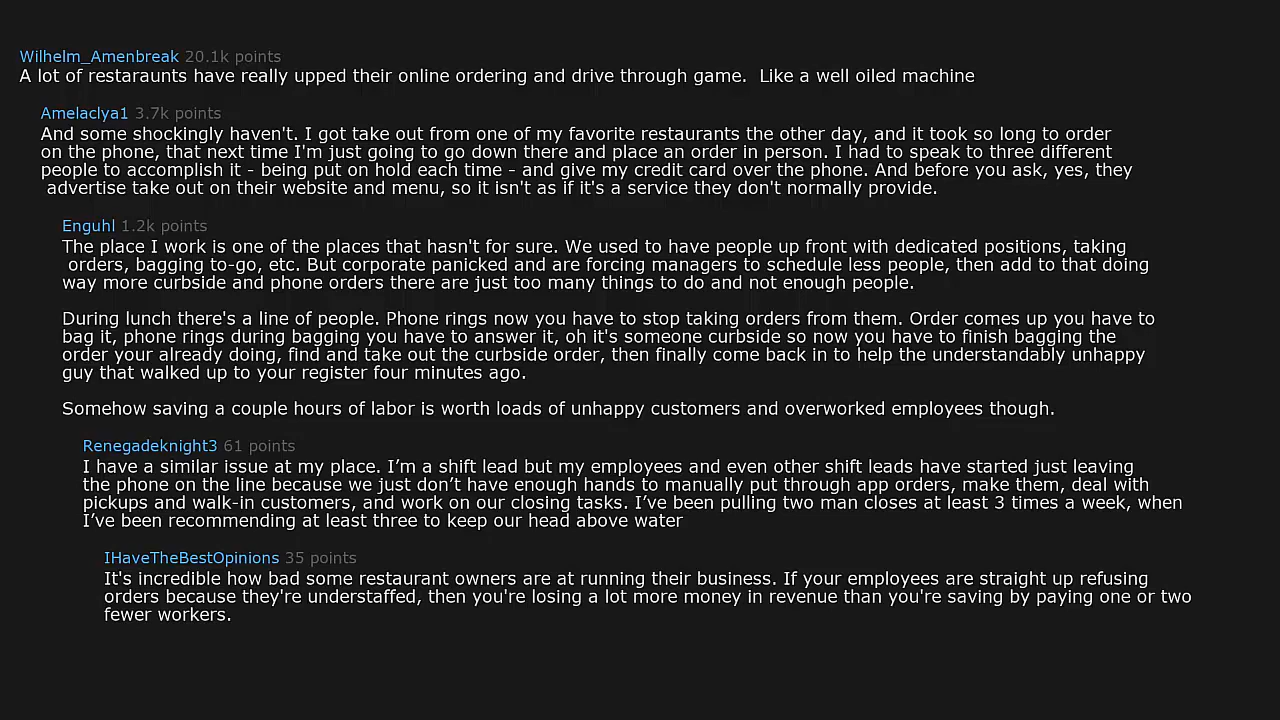 Wilhelm_Amenbreak 20.1k points
A lot of restaraunts have really upped their online ordering and drive through game.  Like a well oiled machine
Amelaclya1 3.7k points
And some shockingly haven't. I got take out from one of my favorite restaurants the other day, and it took so long to order
on the phone, that next time I'm just going to go down there and place an order in person. I had to speak to three different
people to accomplish it - being put on hold each time - and give my credit card over the phone. And before you ask, yes, they
advertise take out on their website and menu, so it isn't as if it's a service they don't normally provide.
Enguhl 1.2k points
The place I work is one of the places that hasn't for sure. We used to have people up front with dedicated positions, taking
orders, bagging to-go, etc. But corporate panicked and are forcing managers to schedule less people, then add to that doing
way more curbside and phone orders there are just too many things to do and not enough people.
During lunch there's a line of people. Phone rings now you have to stop taking orders from them. Order comes up you have to
bag it, phone rings during bagging you have to answer it, oh it's someone curbside so now you have to finish bagging the
order your already doing, find and take out the curbside order, then finally come back in to help the understandably unhappy
guy that walked up to your register four minutes ago.
Somehow saving a couple hours of labor is worth loads of unhappy customers and overworked employees though.
Renegadeknight3 61 points
I have a similar issue at my place. I’m a shift lead but my employees and even other shift leads have started just leaving
the phone on the line because we just don’t have enough hands to manually put through app orders, make them, deal with
pickups and walk-in customers, and work on our closing tasks. I’ve been pulling two man closes at least 3 times a week, when
I’ve been recommending at least three to keep our head above water
IHaveTheBestOpinions 35 points
It's incredible how bad some restaurant owners are at running their business. If your employees are straight up refusing
orders because they're understaffed, then you're losing a lot more money in revenue than you're saving by paying one or two
fewer workers.